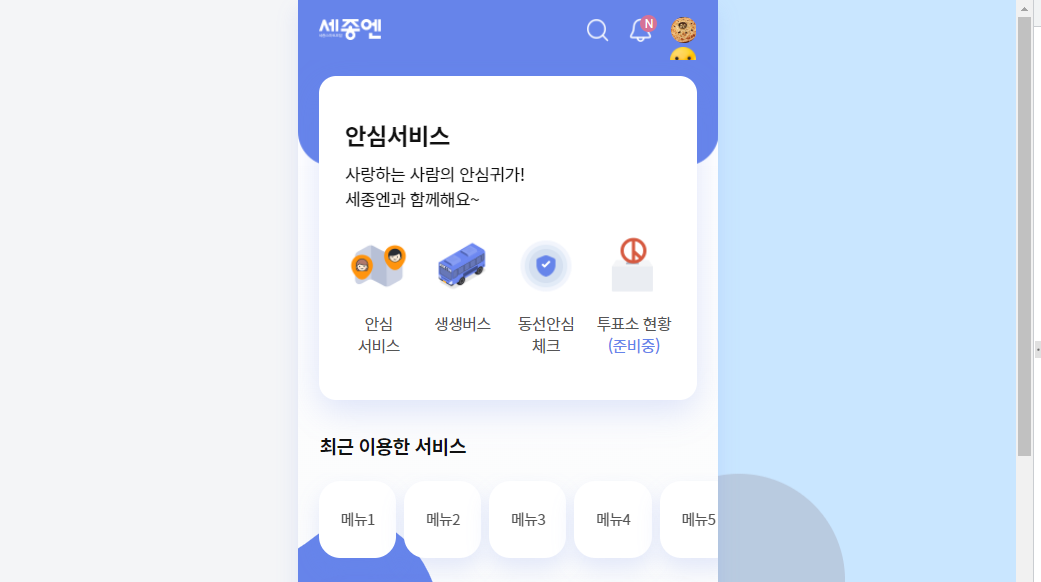 세종엔
N
안심서비스
사랑하는 사람의 안심귀가!
세종엔과 함께해요~
안심
서비스
생생버스
동선안심
체크
투표소 현황
(준비중)
최근 이용한 서비스
메뉴1
메뉴2
메뉴3
메뉴4
메뉴5